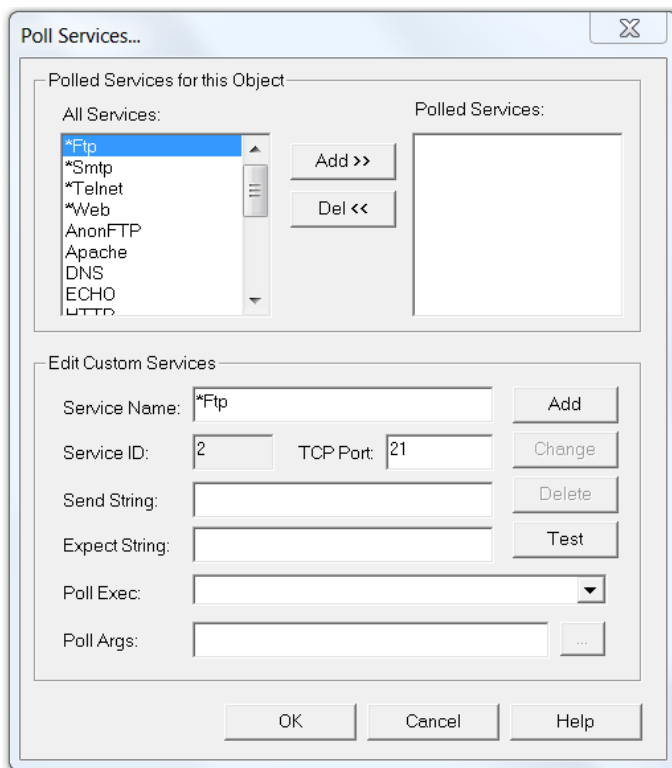 Poll Services...
Polled Services for this Object
All Services:
Polled Services:
*Ftp
*Smtp
*Telnet
*Web
AnonFTP
Apache
DNS
ECHO
HTTP
Add >>
Del <<
Edit Custom Services
Service Name: *Ftp Add
Service ID: 2 TCP Port: 21 Change
Send String: Delete
Expect String: Test
Poll Exec:
Poll Args: ...
OK Cancel Help